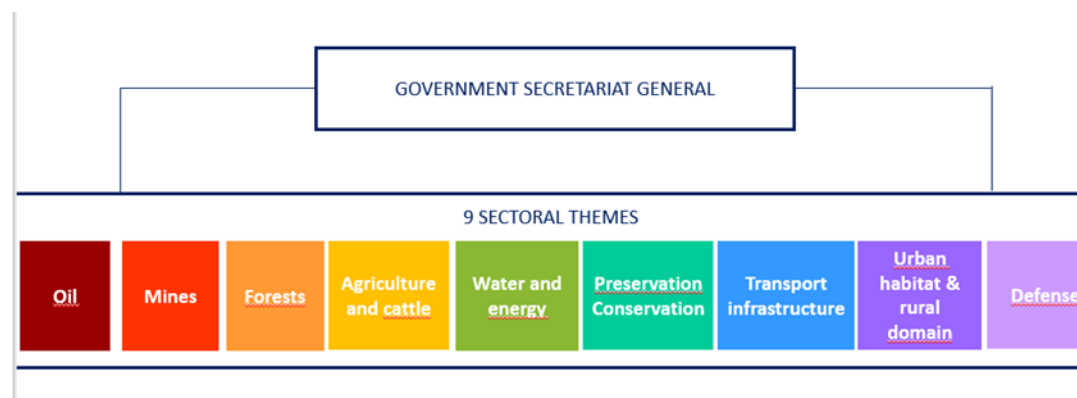 GOVERNMENT SECRETARIAT GENERAL
9 SECTORAL THEMES
Oil
Mines
Forests
Agriculture
and cattle
Water and
energy
Preservation
Conservation
Transport
infrastructure
Urban
habitat &
rural
domain
Defense